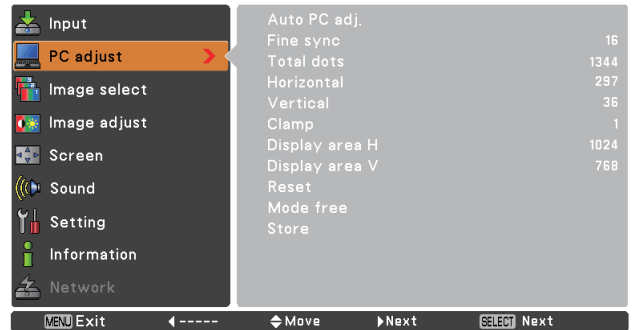 Input
PC adjust
Image select
Image adjust
Screen
Sound
Setting
Information
Network
Auto PC adj.
Fine sync 16
Total dots 1344
Horizontal 297
Vertical 36
Clamp 1
Display area H 1024
Display area V 768
Reset
Mode free
Store
MENU Exit ----- Move Next SELECT Next